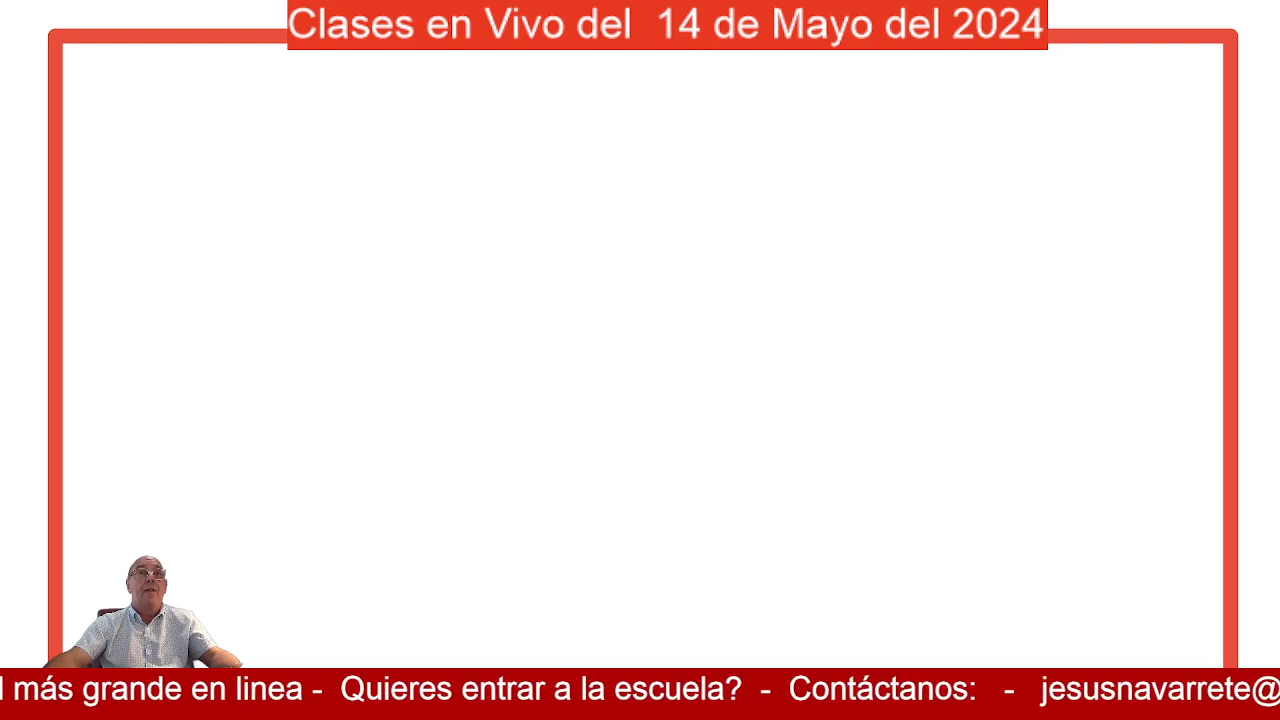 Clases en Vivo del 14 de Mayo del 2024
más grande en linea - Quieres entrar a la escuela? - Contáctanos: - jesusnavarrete@